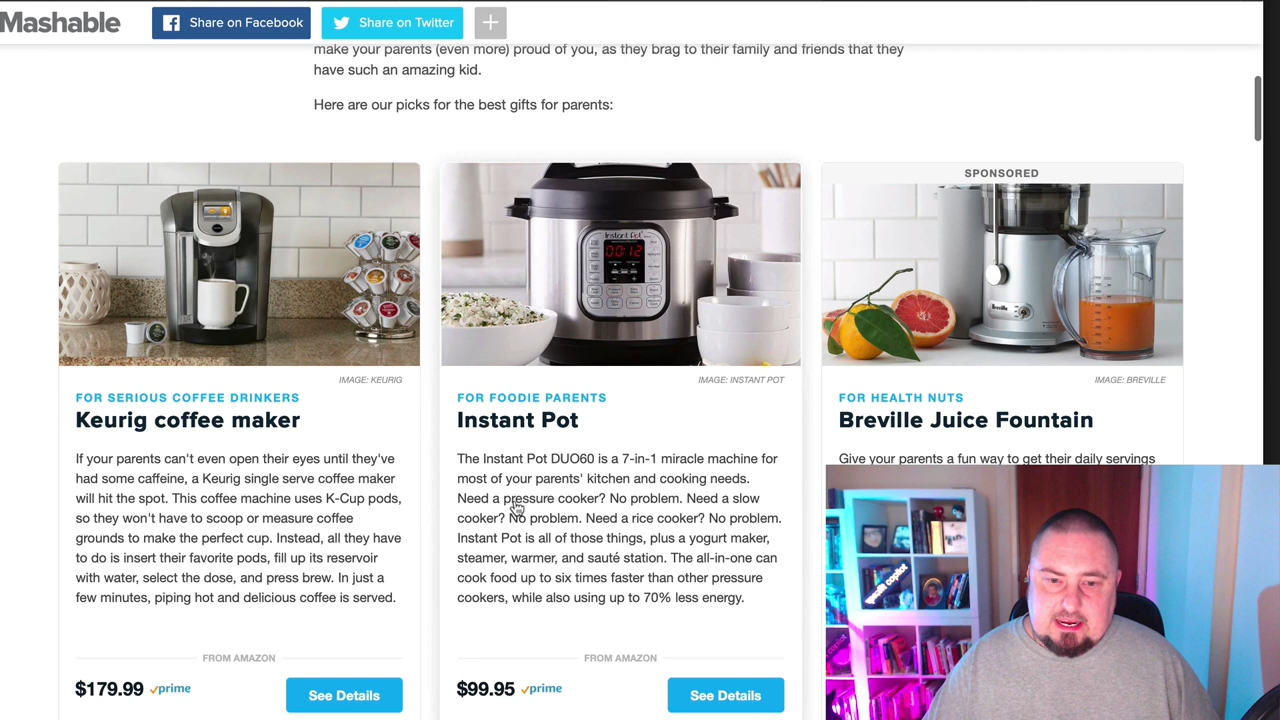 Mashable
Share on Facebook
Share on Twitter
make your parents (even more) proud of you, as they brag to their family and friends that they
have such an amazing kid.
Here are our picks for the best gifts for parents:
SPONSORED
Instant Pot
00:12
Breville
IMAGE: KEURIG
FOR SERIOUS COFFEE DRINKERS
Keurig coffee maker
If your parents can't even open their eyes until they've
had some caffeine, a Keurig single serve coffee maker
will hit the spot. This coffee machine uses K-Cup pods,
so they won't have to scoop or measure coffee
grounds to make the perfect cup. Instead, all they have
to do is insert their favorite pods, fill up its reservoir
with water, select the dose, and press brew. In just a
few minutes, piping hot and delicious coffee is served.
FROM AMAZON
$179.99 prime
See Details
IMAGE: INSTANT POT
FOR FOODIE PARENTS
Instant Pot
The Instant Pot DUO60 is a 7-in-1 miracle machine for
most of your parents' kitchen and cooking needs.
Need a pressure cooker? No problem. Need a slow
cooker? No problem. Need a rice cooker? No problem.
Instant Pot is all of those things, plus a yogurt maker,
steamer, warmer, and sauté station. The all-in-one can
cook food up to six times faster than other pressure
cookers, while also using up to 70% less energy.
FROM AMAZON
$99.95 prime
See Details
IMAGE: BREVILLE
FOR HEALTH NUTS
Breville Juice Fountain
Give your parents a fun way to get their daily servings